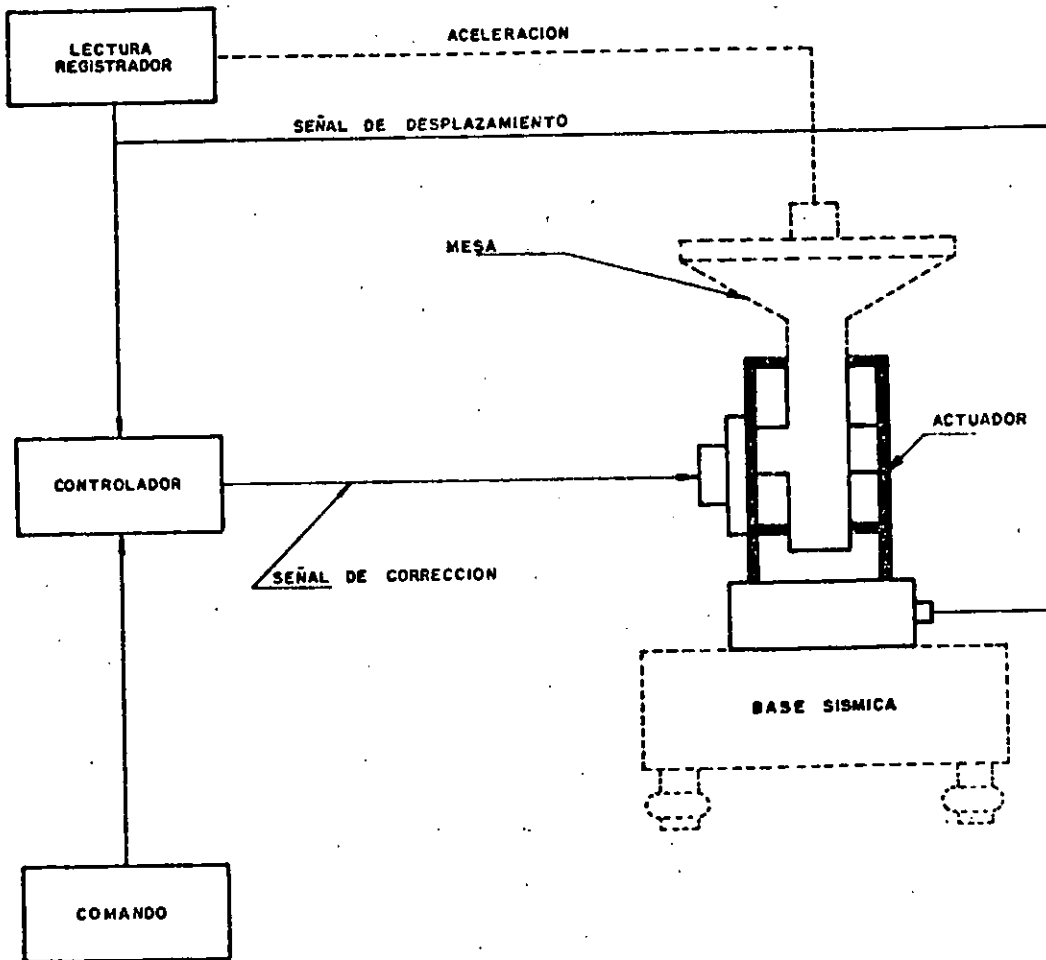 LECTURA
REGISTRADOR
ACELERACION
SEÑAL DE DESPLAZAMIENTO
MESA
ACTUADOR
CONTROLADOR
SEÑAL DE CORRECCION
BASE SISMICA
COMANDO